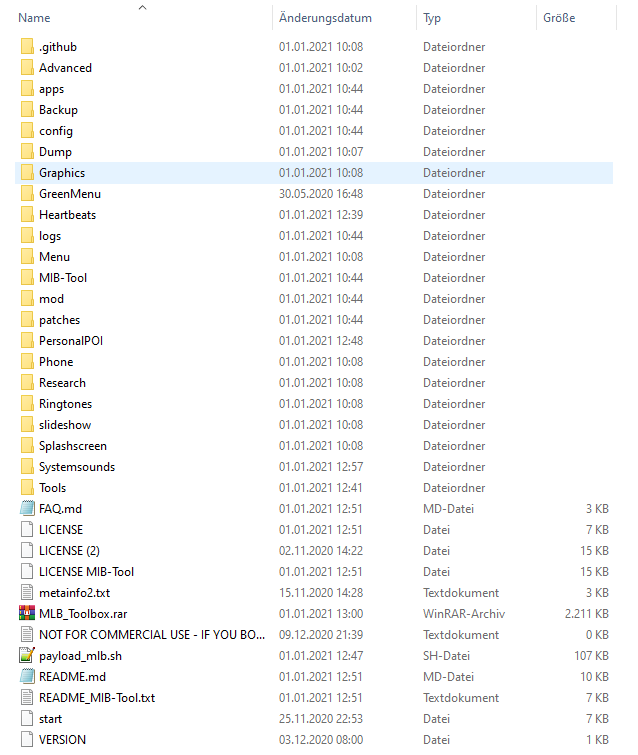 Name Änderungsdatum Typ Größe
.github 01.01.2021 10:08 Dateiordner
Advanced 01.01.2021 10:02 Dateiordner
apps 01.01.2021 10:44 Dateiordner
Backup 01.01.2021 10:44 Dateiordner
config 01.01.2021 10:44 Dateiordner
Dump 01.01.2021 10:07 Dateiordner
Graphics 01.01.2021 10:08 Dateiordner
GreenMenu 30.05.2020 16:48 Dateiordner
Heartbeats 01.01.2021 12:39 Dateiordner
logs 01.01.2021 10:44 Dateiordner
Menu 01.01.2021 10:08 Dateiordner
MIB-Tool 01.01.2021 10:44 Dateiordner
mod 01.01.2021 10:44 Dateiordner
patches 01.01.2021 10:44 Dateiordner
PersonalPOI 01.01.2021 12:48 Dateiordner
Phone 01.01.2021 10:08 Dateiordner
Research 01.01.2021 10:08 Dateiordner
Ringtones 01.01.2021 10:08 Dateiordner
slideshow 01.01.2021 10:08 Dateiordner
Splashscreen 01.01.2021 10:08 Dateiordner
Systemsounds 01.01.2021 12:57 Dateiordner
Tools 01.01.2021 12:41 Dateiordner
FAQ.md 01.01.2021 12:51 MD-Datei 3 KB
LICENSE 01.01.2021 12:51 Datei 7 KB
LICENSE (2) 02.11.2020 14:22 Datei 15 KB
LICENSE MIB-Tool 01.01.2021 12:51 Datei 15 KB
metainfo2.txt 15.11.2020 14:28 Textdokument 3 KB
MLB_Toolbox.rar 01.01.2021 13:00 WinRAR-Archiv 2.211 KB
NOT FOR COMMERCIAL USE - IF YOU BO... 09.12.2020 21:39 Textdokument 0 KB
payload_mlb.sh 01.01.2021 12:47 SH-Datei 107 KB
README.md 01.01.2021 12:51 MD-Datei 10 KB
README_MIB-Tool.txt 01.01.2021 12:51 Textdokument 7 KB
start 25.11.2020 22:53 Datei 7 KB
VERSION 03.12.2020 08:00 Datei 1 KB